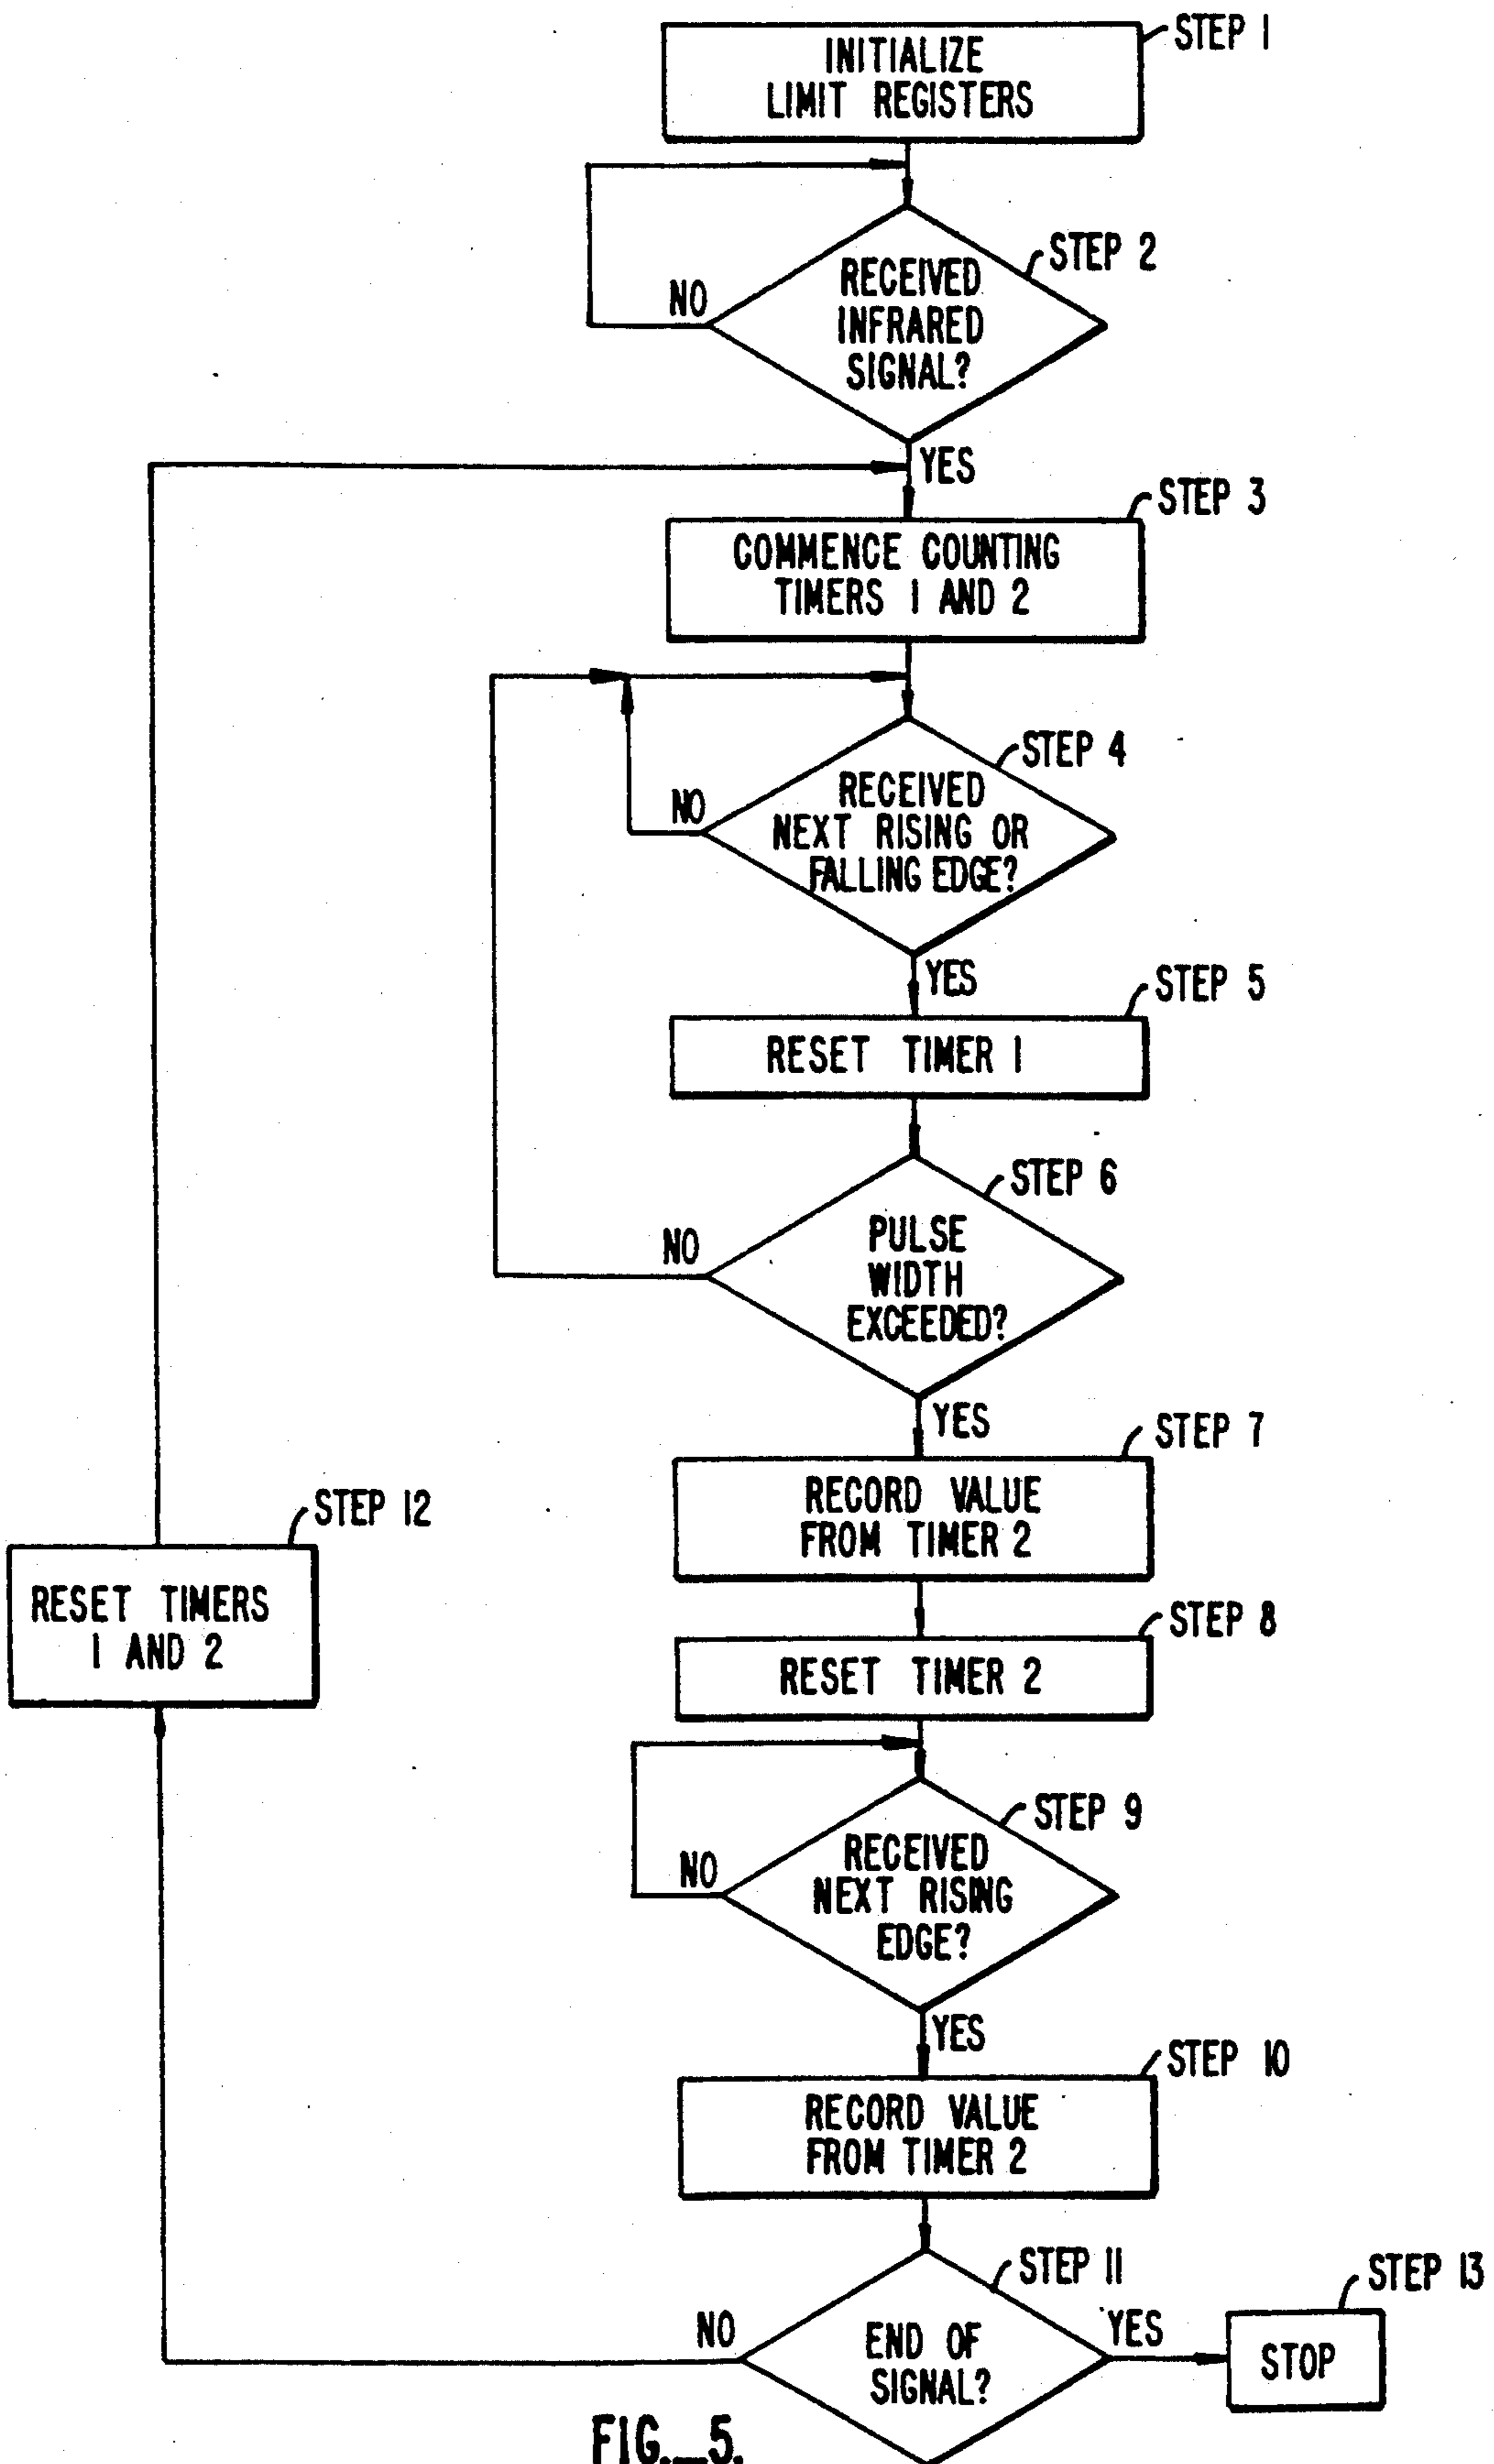 STEP 1
INITIALIZE
LIMIT REGISTERS
STEP 2
RECEIVED
INFRARED
SIGNAL?
NO
YES
STEP 3
COMMENCE COUNTING
TIMERS 1 AND 2
STEP 4
RECEIVED
NEXT RISING OR
FALLING EDGE?
NO
YES
STEP 5
RESET TIMER 1
STEP 6
PULSE
WIDTH
EXCEEDED?
NO
YES
STEP 7
RECORD VALUE
FROM TIMER 2
STEP 12
RESET TIMERS
1 AND 2
STEP 8
RESET TIMER 2
STEP 9
RECEIVED
NEXT RISING
EDGE?
NO
YES
STEP 10
RECORD VALUE
FROM TIMER 2
STEP 11
END OF
SIGNAL?
NO
YES
STEP 13
STOP
FIG._5.